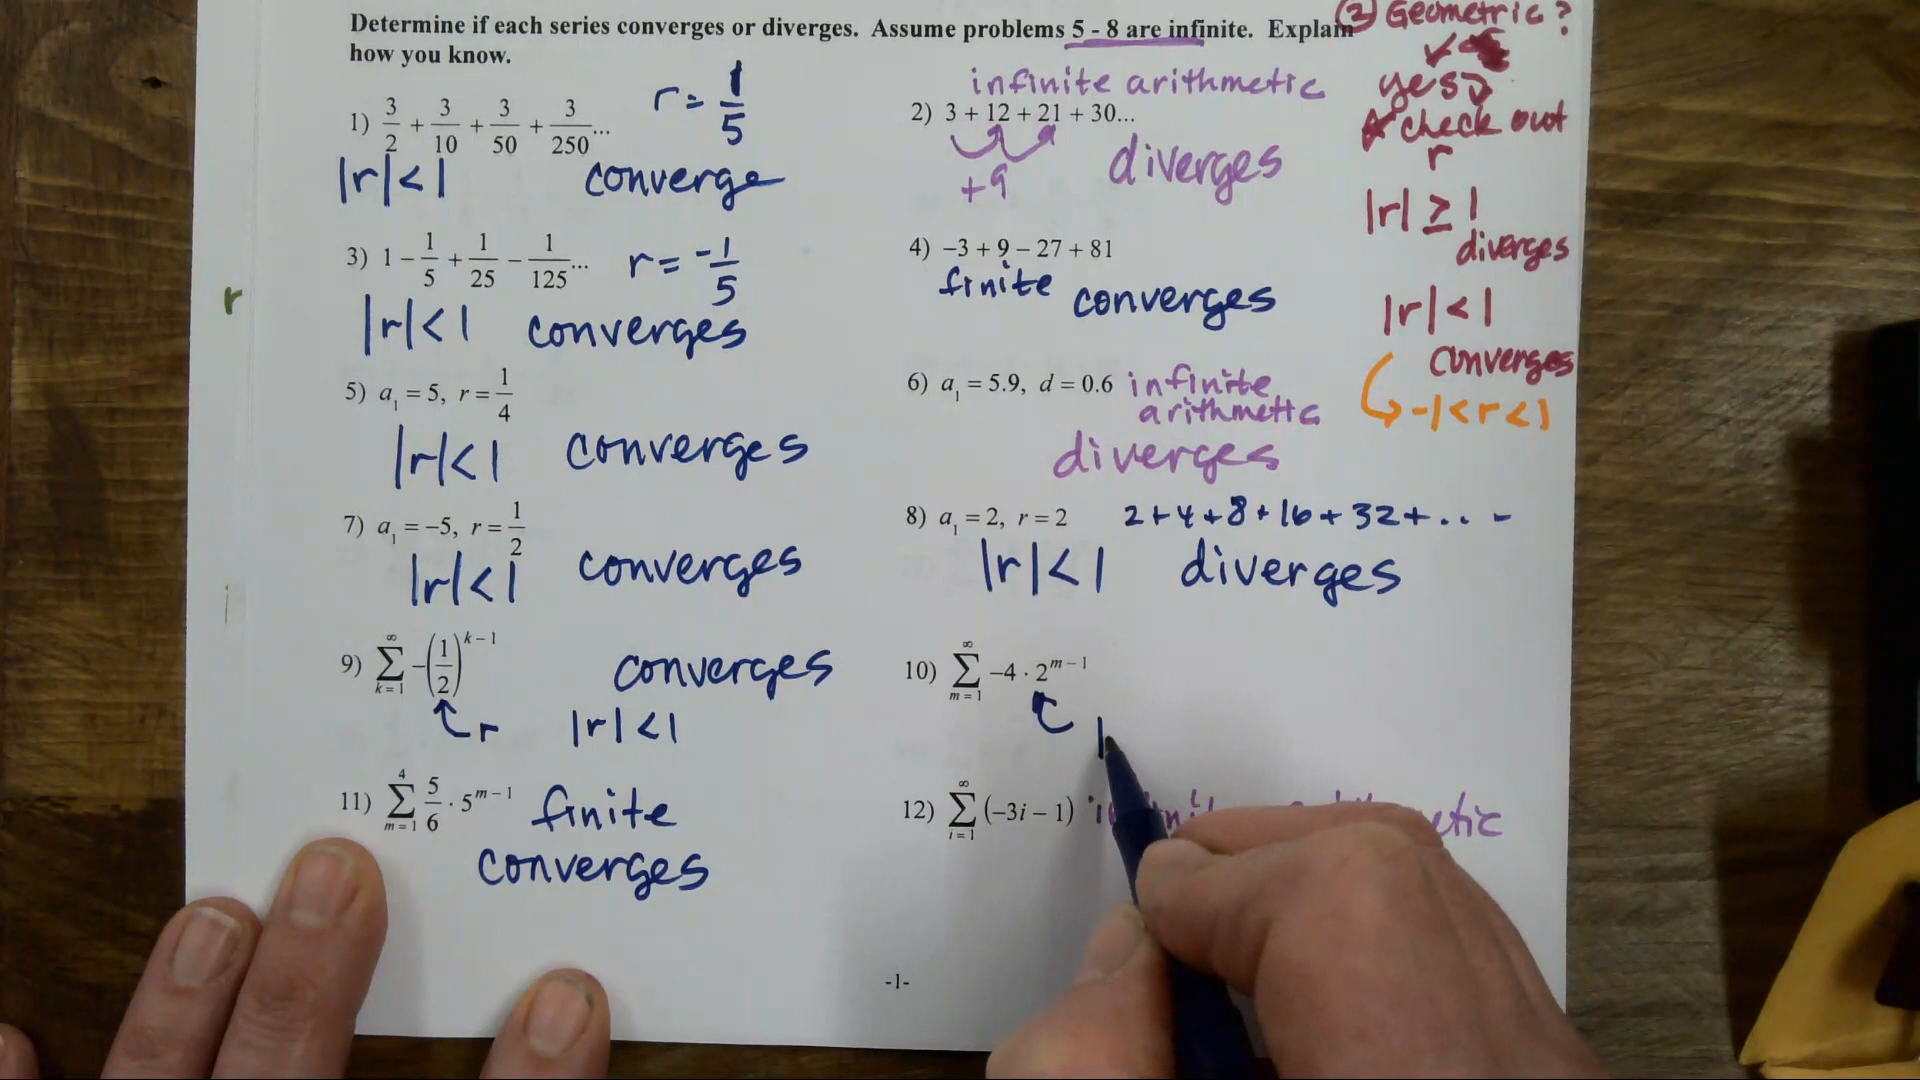 Determine if each series converges or diverges. Assume problems 5 - 8 are infinite. Explain
how you know.
② Geometric?
yes
check out
r
|r| ≥ 1
diverges
|r| < 1
converges
-1 < r < 1
1) 3/2 + 3/10 + 3/50 + 3/250 ... r = 1/5
|r| < 1 converge
infinite arithmetic
2) 3 + 12 + 21 + 30...
+9 diverges
3) 1 − 1/5 + 1/25 − 1/125 ... r = -1/5
|r| < 1 converges
4) −3 + 9 − 27 + 81
finite converges
r
5) a₁ = 5, r = 1/4
|r| < 1 converges
6) a₁ = 5.9, d = 0.6 infinite
arithmetic
diverges
7) a₁ = −5, r = 1/2
|r| < 1 converges
8) a₁ = 2, r = 2 2 + 4 + 8 + 16 + 32 + ...
|r| < 1 diverges
9) ∞ ∑ k = 1 −(1/2)^(k − 1) converges
r |r| < 1
10) ∞ ∑ m = 1 −4 · 2^(m − 1)
11) 4 ∑ m = 1 5/6 · 5^(m − 1) finite
converges
12) ∞ ∑ i = 1 (−3i − 1)
-1-